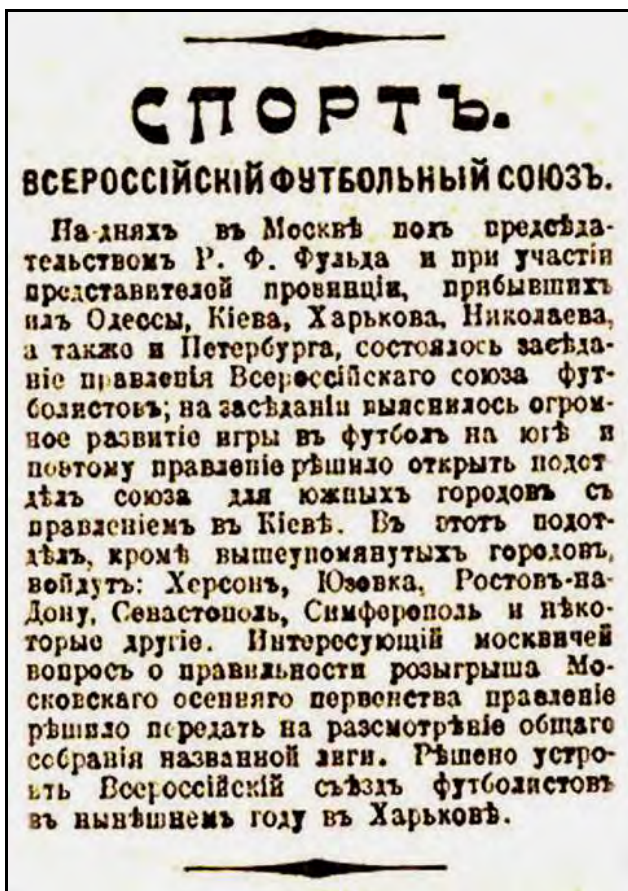 СПОРТЪ.
ВСЕРОССІЙСКІЙ ФУТБОЛЬНЫЙ СОЮЗЪ.
На-дняхъ въ Москвѣ подъ предсѣда-
тельствомъ Р. Ф. Фульда и при участіи
представителей провинціи, прибывшихъ
изъ Одессы, Кіева, Харькова, Николаева,
а также и Петербурга, состоялось засѣда-
ніе правленія Всероссійскаго союза фут-
болистовъ; на засѣданіи выяснилось огром-
ное развитіе игры въ футболъ на югѣ и
поэтому правленіе рѣшило открыть подот
дѣлъ союза для южныхъ городовъ съ
правленіемъ въ Кіевѣ. Въ этотъ подот-
дѣлъ, кромѣ вышеупомянутыхъ городовъ,
войдутъ: Херсонъ, Юзовка, Ростовъ-на-
Дону, Севастополь, Симферополь и нѣко-
торые другіе. Интересующій москвичей
вопросъ о правильности розыгрыша Мо-
сковскаго осенняго первенства правленіе
рѣшило передать на разсмотрѣніе общаго
собранія названной лиги. Рѣшено устро-
ить Всероссійскій съѣздъ футболистовъ
въ нынѣшнемъ году въ Харьковѣ.